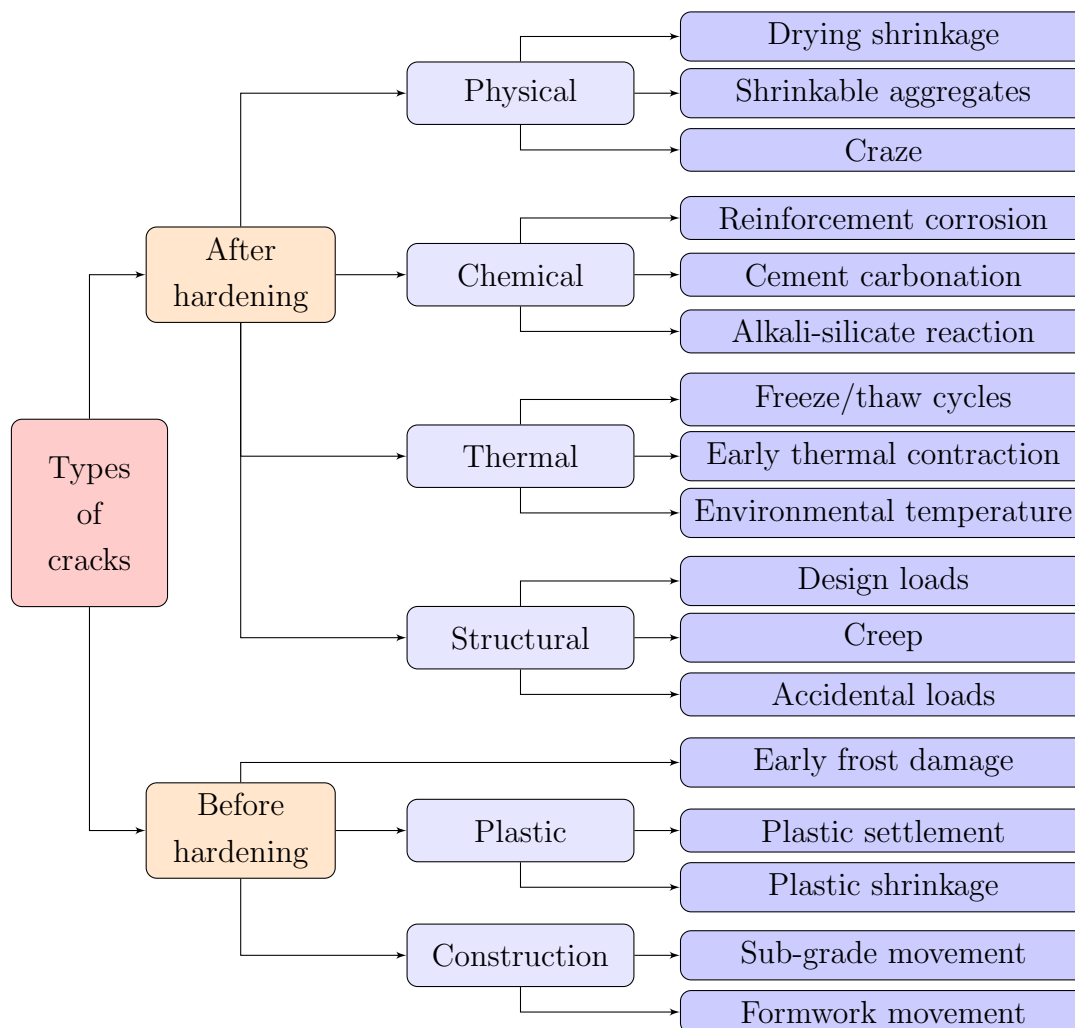 Types
of
cracks
After
hardening
Physical
Drying shrinkage
Shrinkable aggregates
Craze
Chemical
Reinforcement corrosion
Cement carbonation
Alkali-silicate reaction
Thermal
Freeze/thaw cycles
Early thermal contraction
Environmental temperature
Structural
Design loads
Creep
Accidental loads
Before
hardening
Early frost damage
Plastic
Plastic settlement
Plastic shrinkage
Construction
Sub-grade movement
Formwork movement